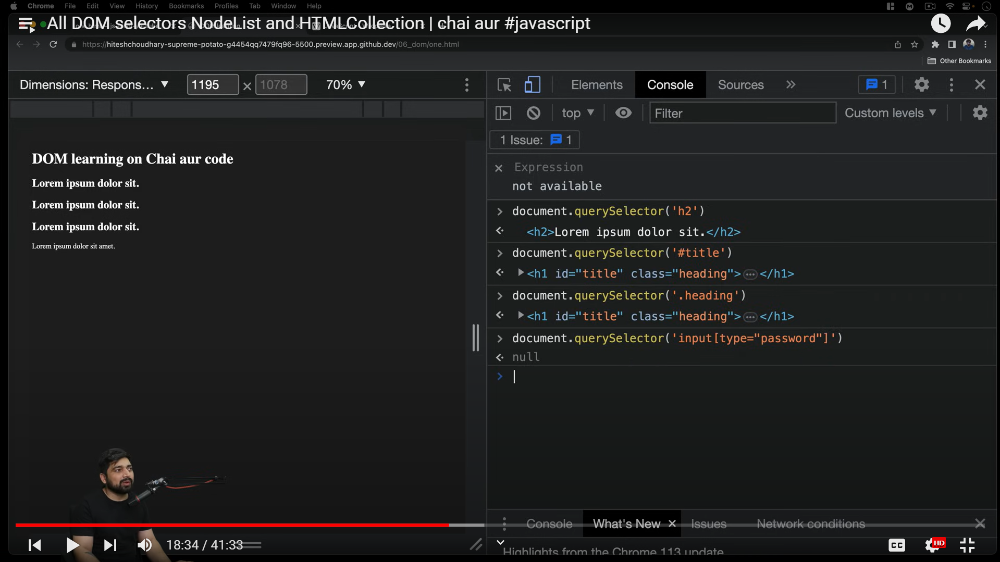 Chrome File Edit View History Bookmarks Profiles Tab Window Help
All DOM selectors NodeList and HTMLCollection | chai aur #javascript
https://hiteshchoudhary-supreme-potato-g4454qq7479fq96-5500.preview.app.github.dev/06_dom/one.html
Other Bookmarks
Dimensions: Respons... ▼ 1195 × 1078 70% ▼
Elements Console Sources » 1
top ▼ Filter Custom levels ▼
1 Issue: 1
DOM learning on Chai aur code
Lorem ipsum dolor sit.
Lorem ipsum dolor sit.
Lorem ipsum dolor sit.
Lorem ipsum dolor sit amet.
Expression
not available
document.querySelector('h2')
<h2>Lorem ipsum dolor sit.</h2>
document.querySelector('#title')
<h1 id="title" class="heading">…</h1>
document.querySelector('.heading')
<h1 id="title" class="heading">…</h1>
document.querySelector('input[type="password"]')
null
Console What's New × Issues Network conditions
Highlights from the Chrome 113 update
18:34 / 41:33
CC HD